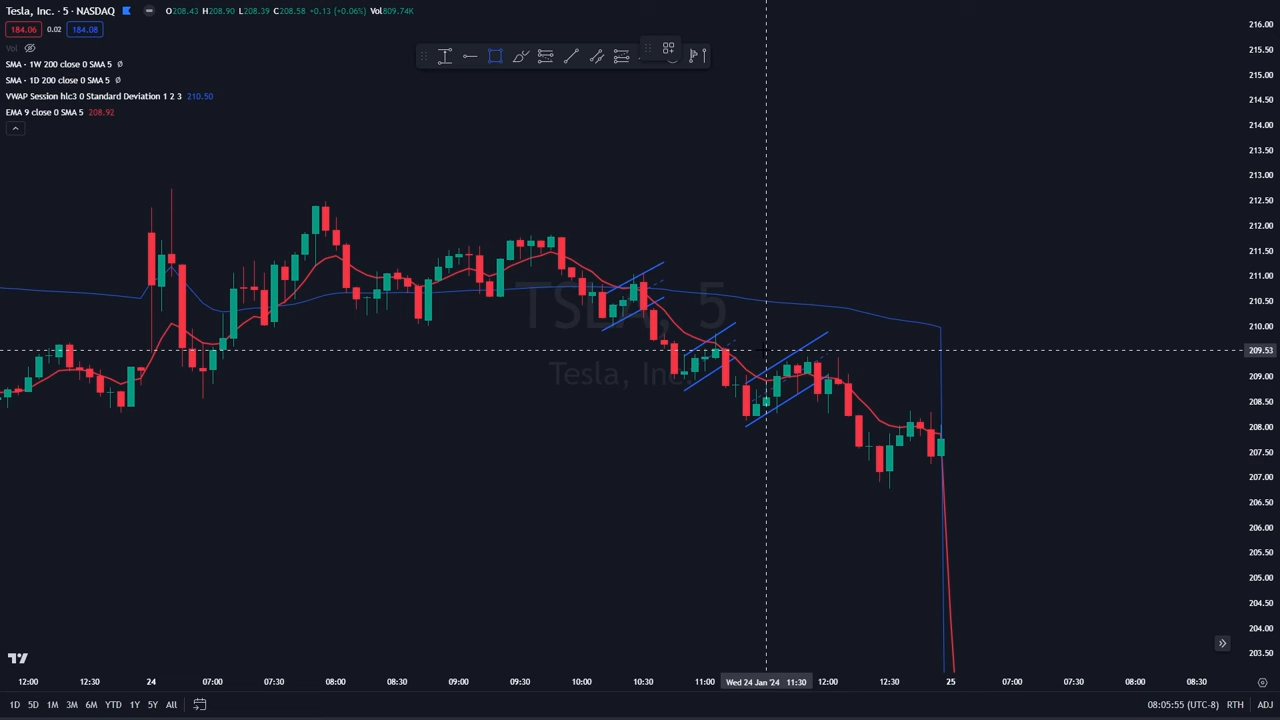 Tesla, Inc. · 5 · NASDAQ O208.43 H208.90 L208.39 C208.58 +0.13 (+0.06%) Vol809.74K
184.06 0.02 184.08
Vol
SMA · 1W 200 close 0 SMA 5 Ø
SMA · 1D 200 close 0 SMA 5 Ø
VWAP Session hlc3 0 Standard Deviation 1 2 3 210.50
EMA 9 close 0 SMA 5 208.92
216.00
215.50
215.00
214.50
214.00
213.50
213.00
212.50
212.00
211.50
211.00
210.50
210.00
209.53
209.00
208.50
208.00
207.50
207.00
206.50
206.00
205.50
205.00
204.50
204.00
203.50
TSLA, 5
Tesla, Inc.
12:00 12:30 24 07:00 07:30 08:00 08:30 09:00 09:30 10:00 10:30 11:00 Wed 24 Jan '24 11:30 12:00 12:30 25 07:00 07:30 08:00 08:30
1D 5D 1M 3M 6M YTD 1Y 5Y All 08:05:55 (UTC-8) RTH ADJ